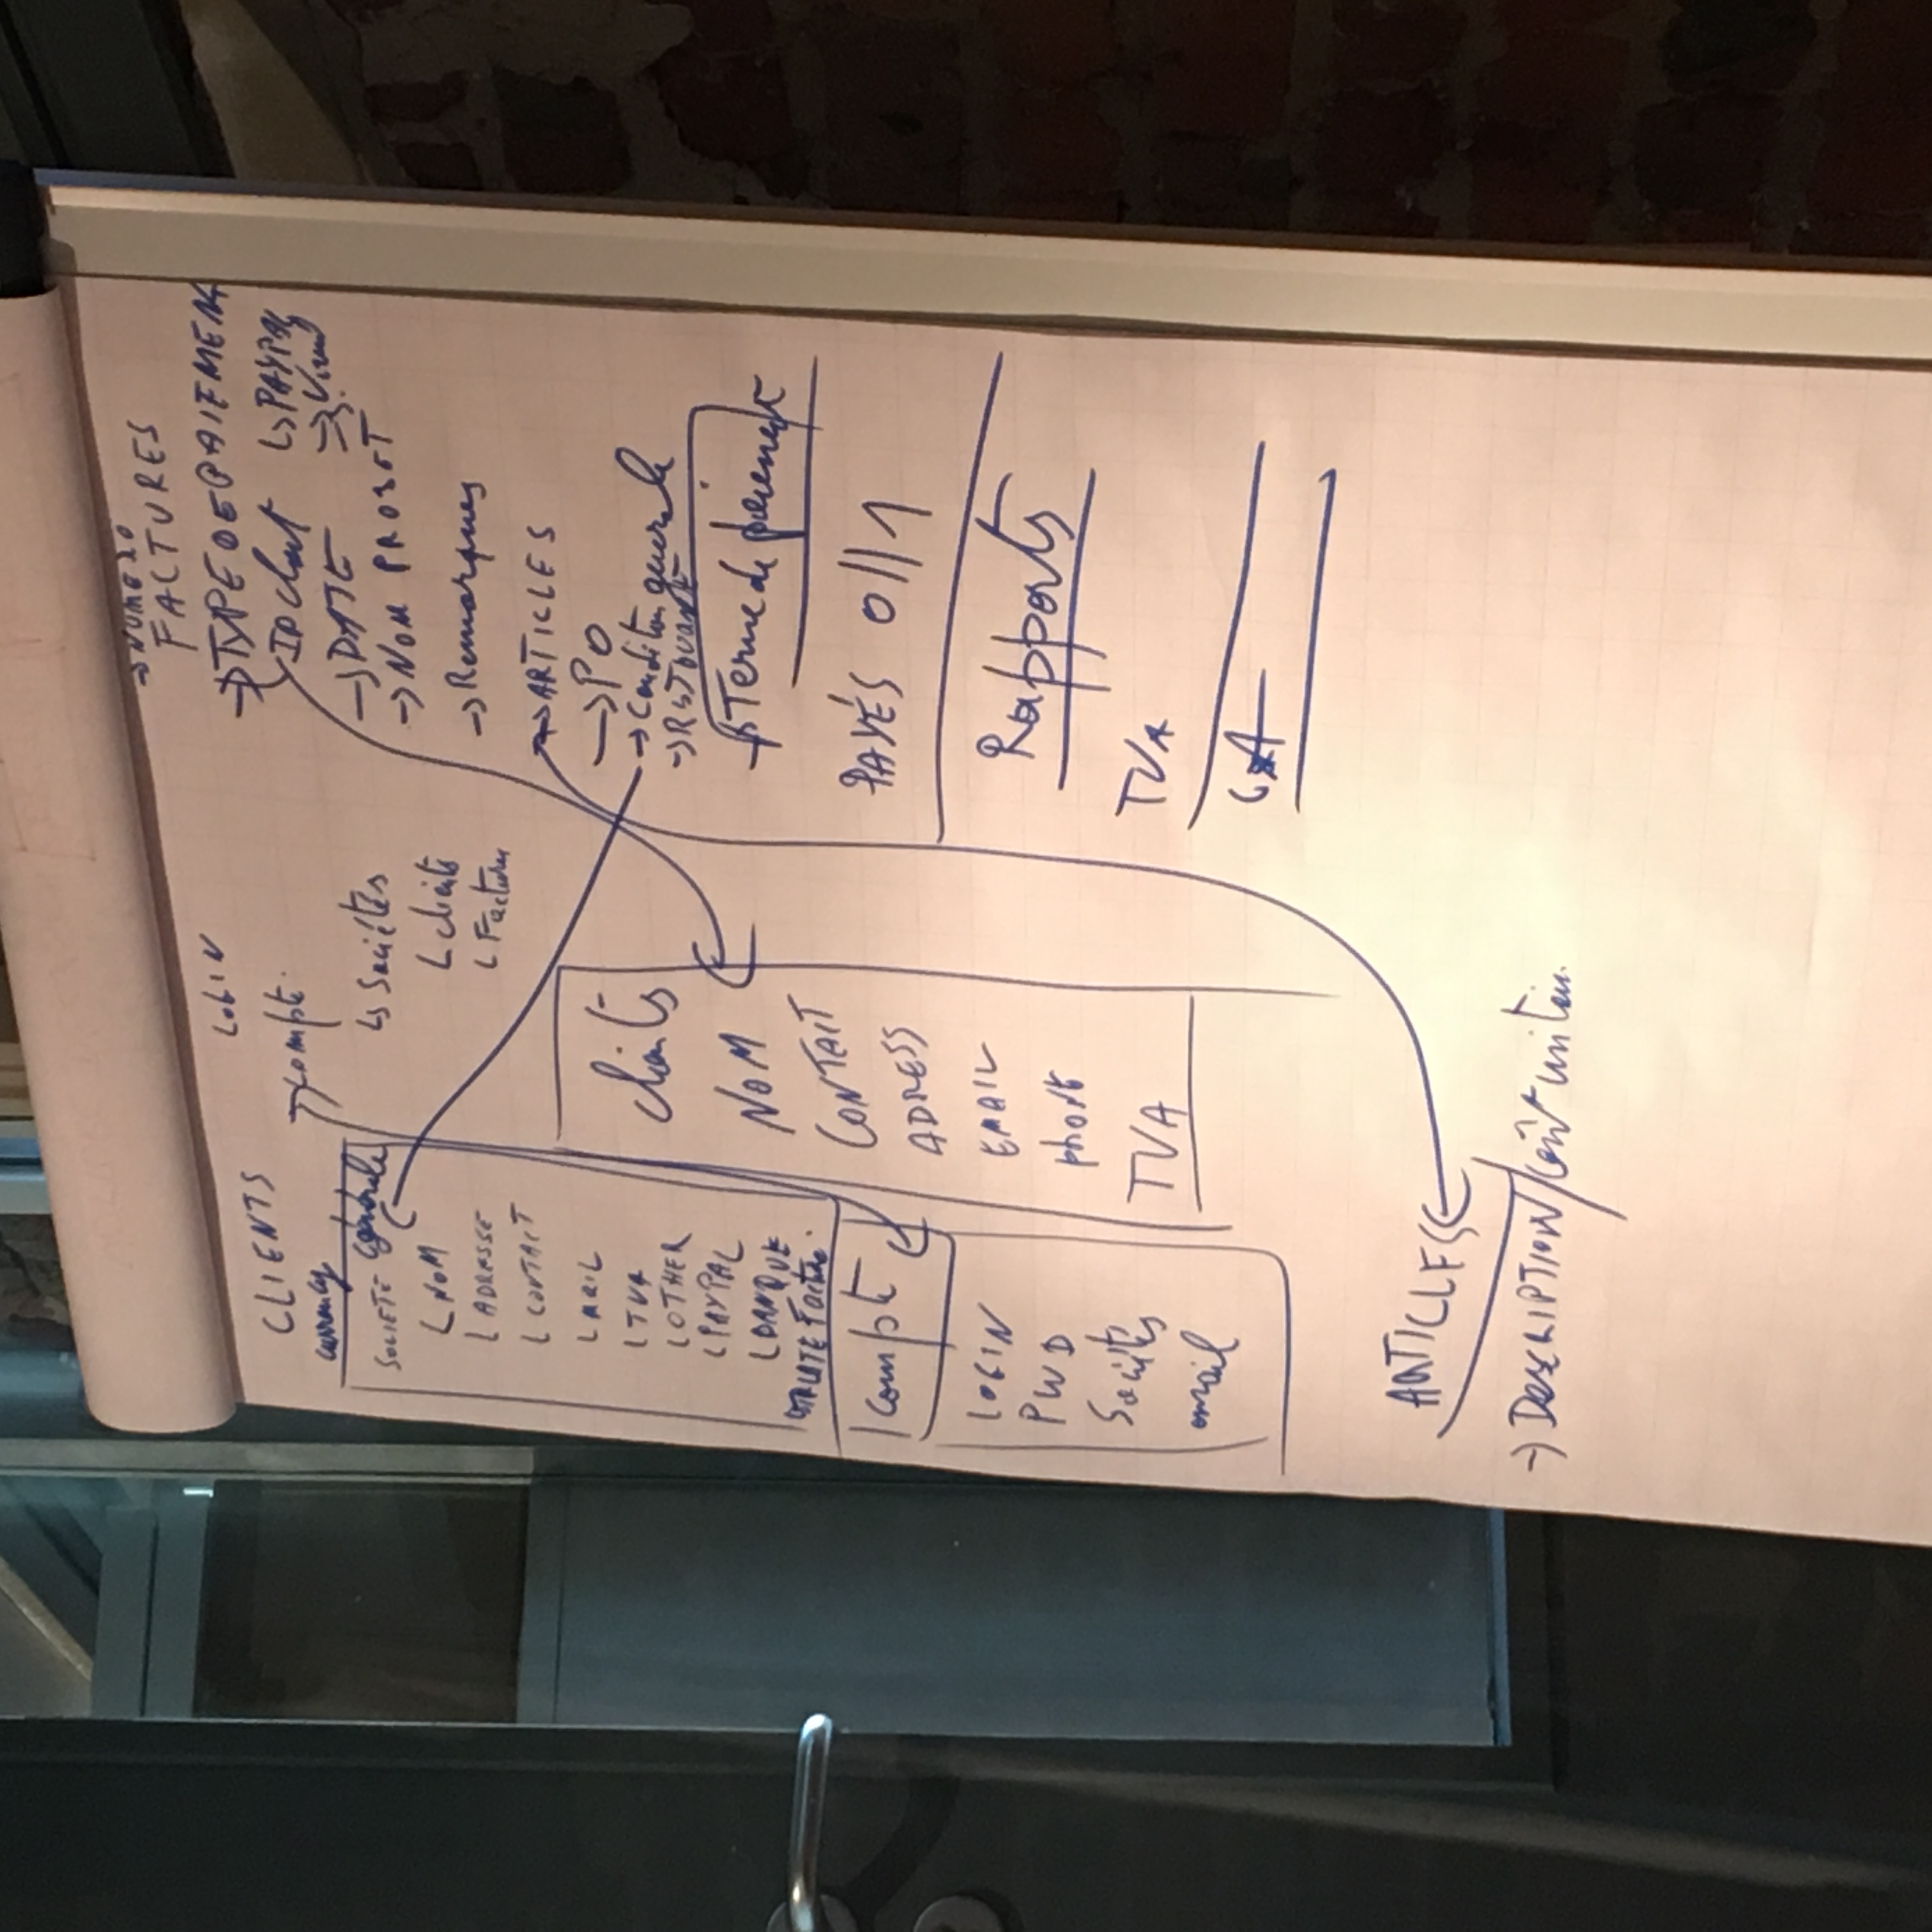 CLIENTS
currency
SOCIETE Générale
NOM
ADRESSE
CONTACT
MAIL
TVA
OTHER
PAYPAL
BANQUE
Facture
Compte
LOGIN
PWD
Sociétés
email
LOGIN
Compte
Sociétés
clients
Factures
clients
NOM
CONTACT
ADRESS
EMAIL
phone
TVA
→ NUMERO
FACTURES
→ TYPE DE PAIEMENT
PAYPAL
ID client
→ DATE
→ NOM PROJET
→ Remarques
→ ARTICLES
→ PO
→ Condition generale
→ Terme de paiement
PAYÉS 0//1
Rapports
TVA
CA
ARTICLES
→ DESCRIPTION / coût unitaire